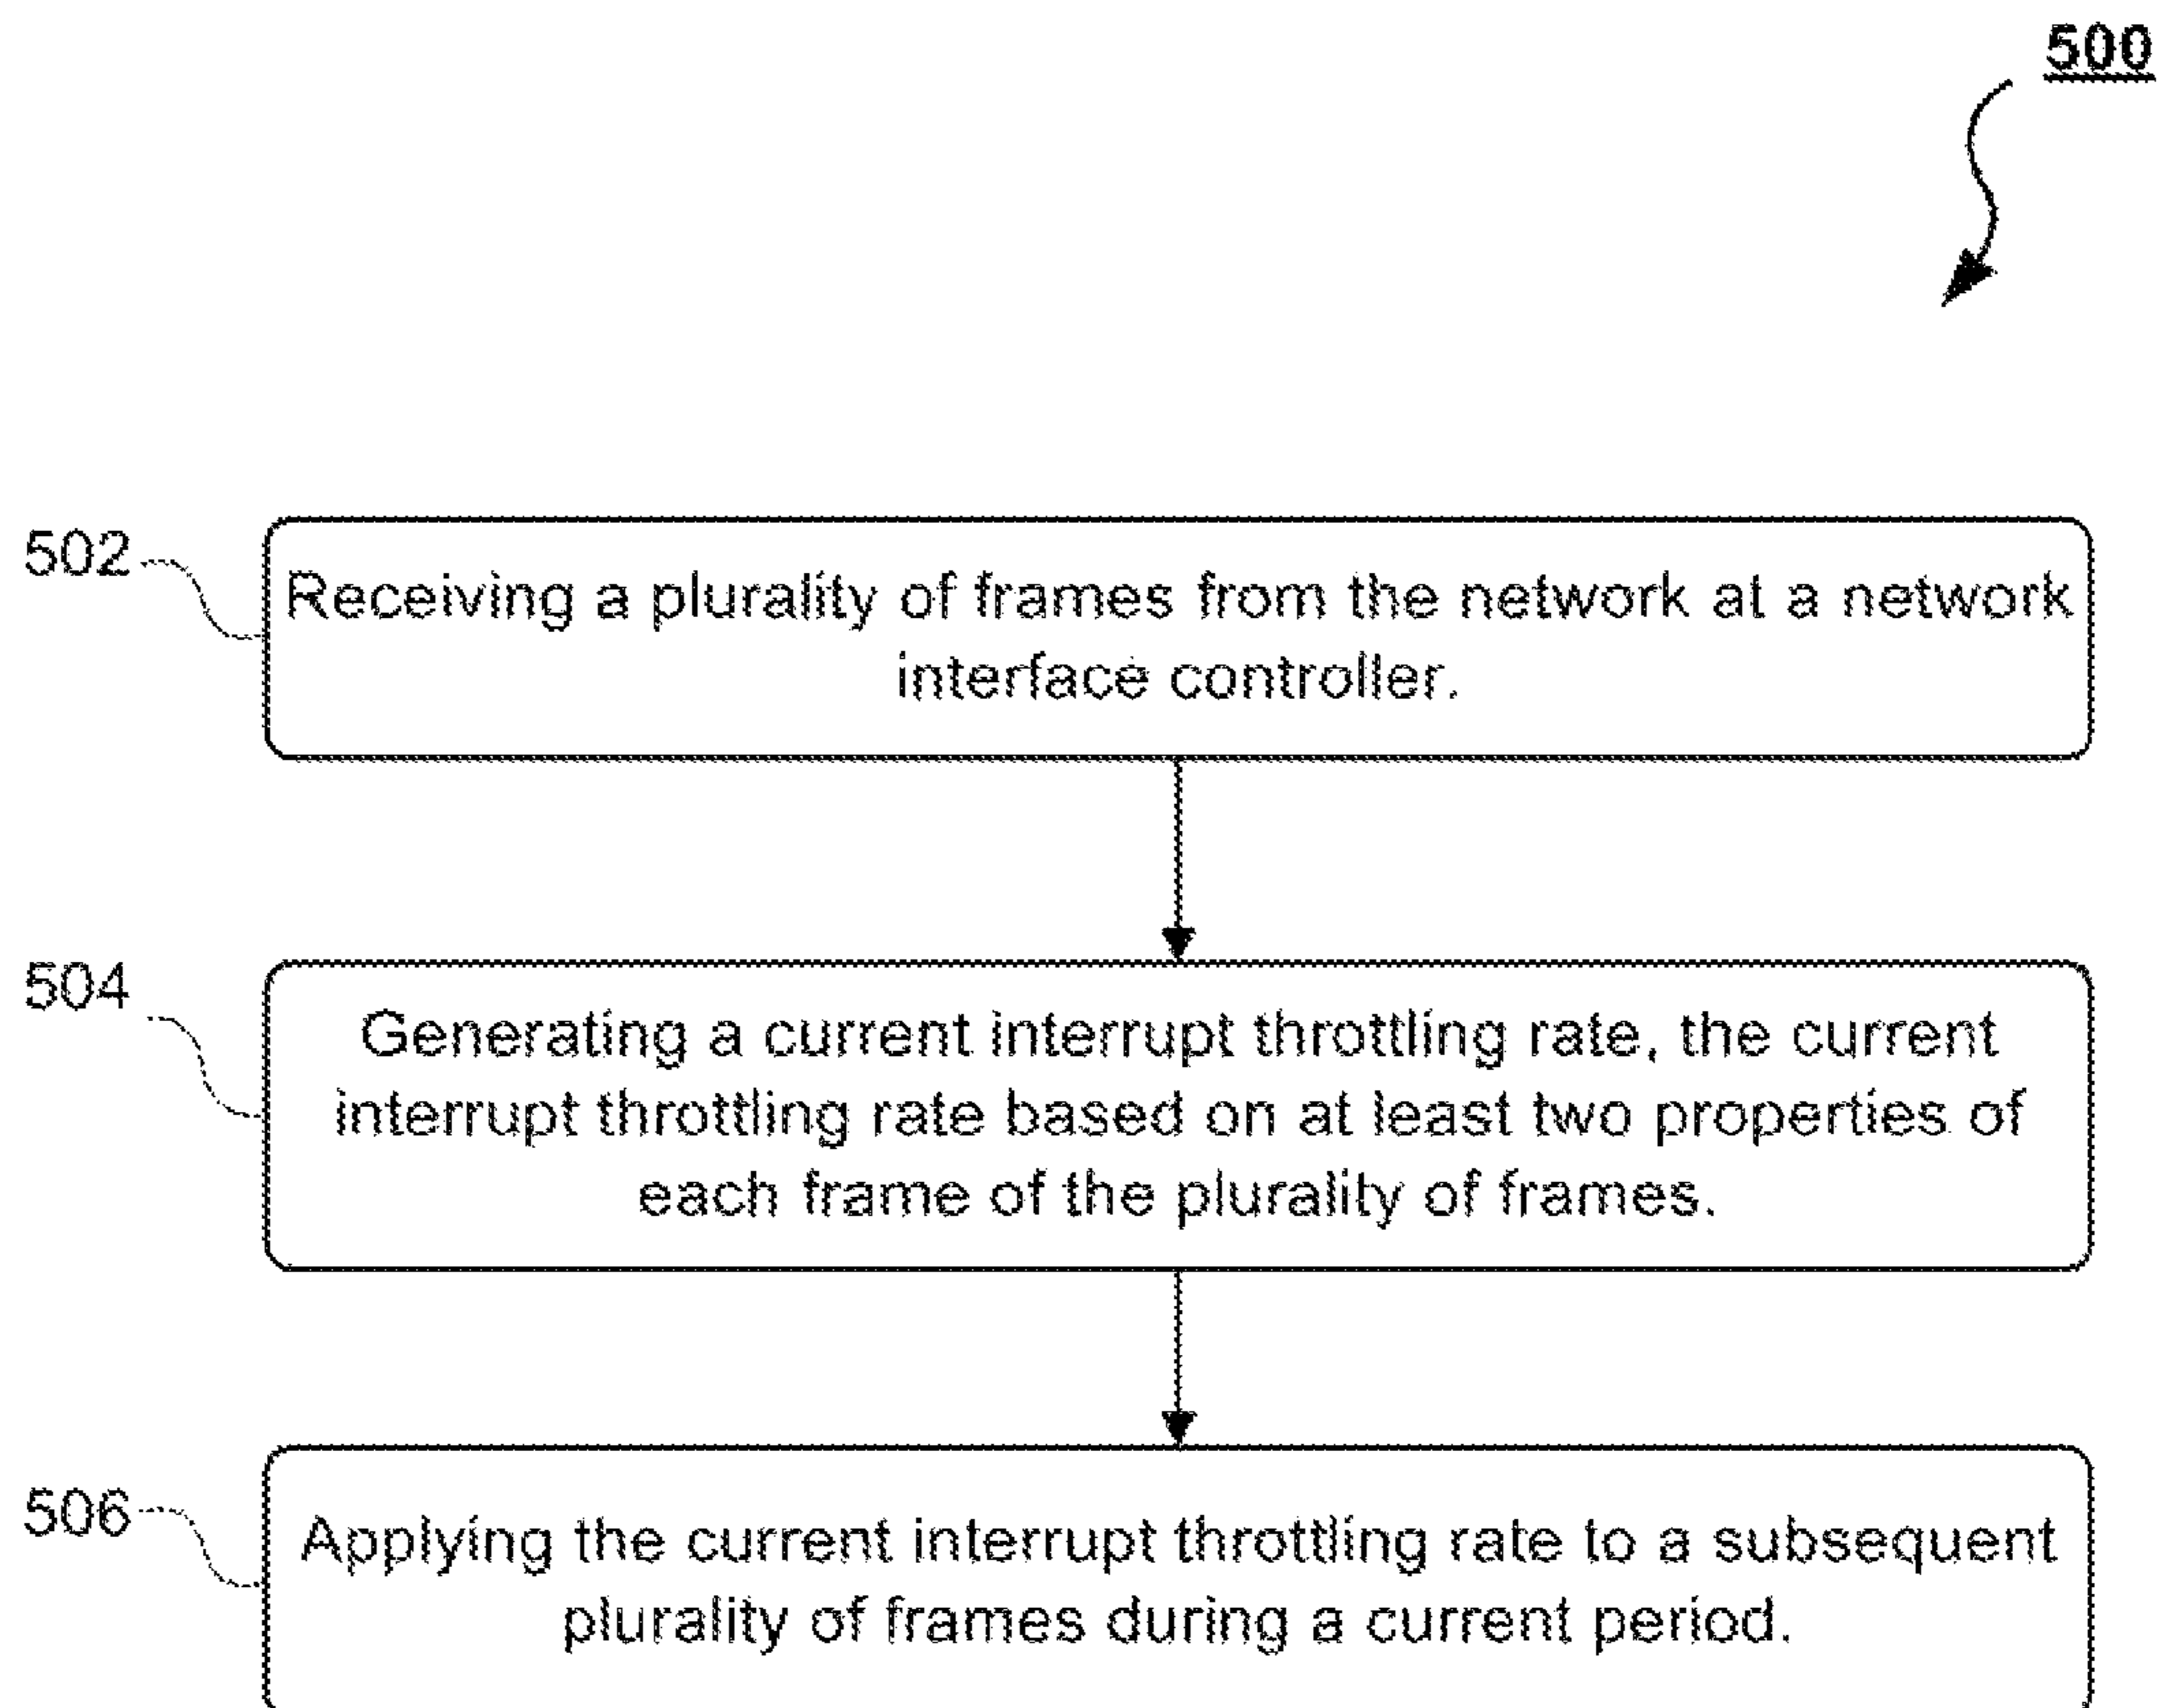 500
502
Receiving a plurality of frames from the network at a network
interface controller.
504
Generating a current interrupt throttling rate, the current
interrupt throttling rate based on at least two properties of
each frame of the plurality of frames.
506
Applying the current interrupt throttling rate to a subsequent
plurality of frames during a current period.